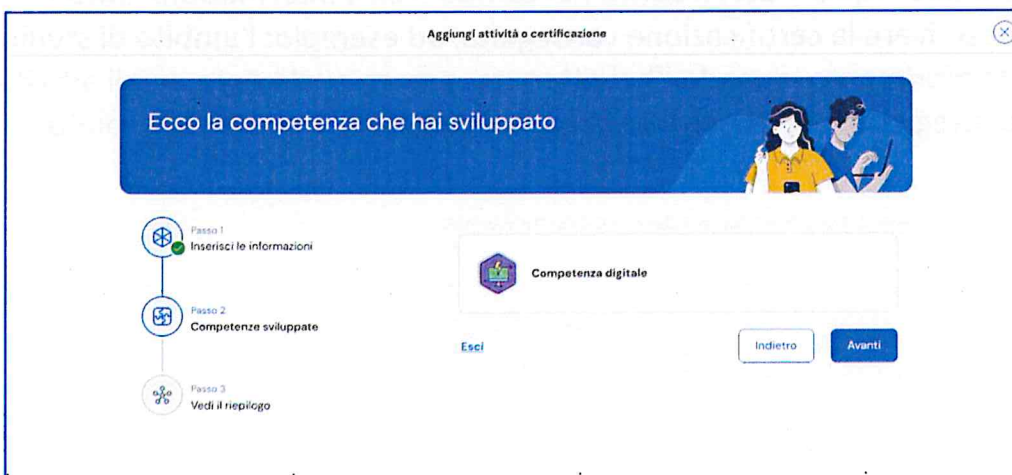 Aggiungi attività o certificazione
Ecco la competenza che hai sviluppato
Passo 1
Inserisci le informazioni
Passo 2
Competenze sviluppate
Passo 3
Vedi il riepilogo
Competenza digitale
Esci
Indietro
Avanti